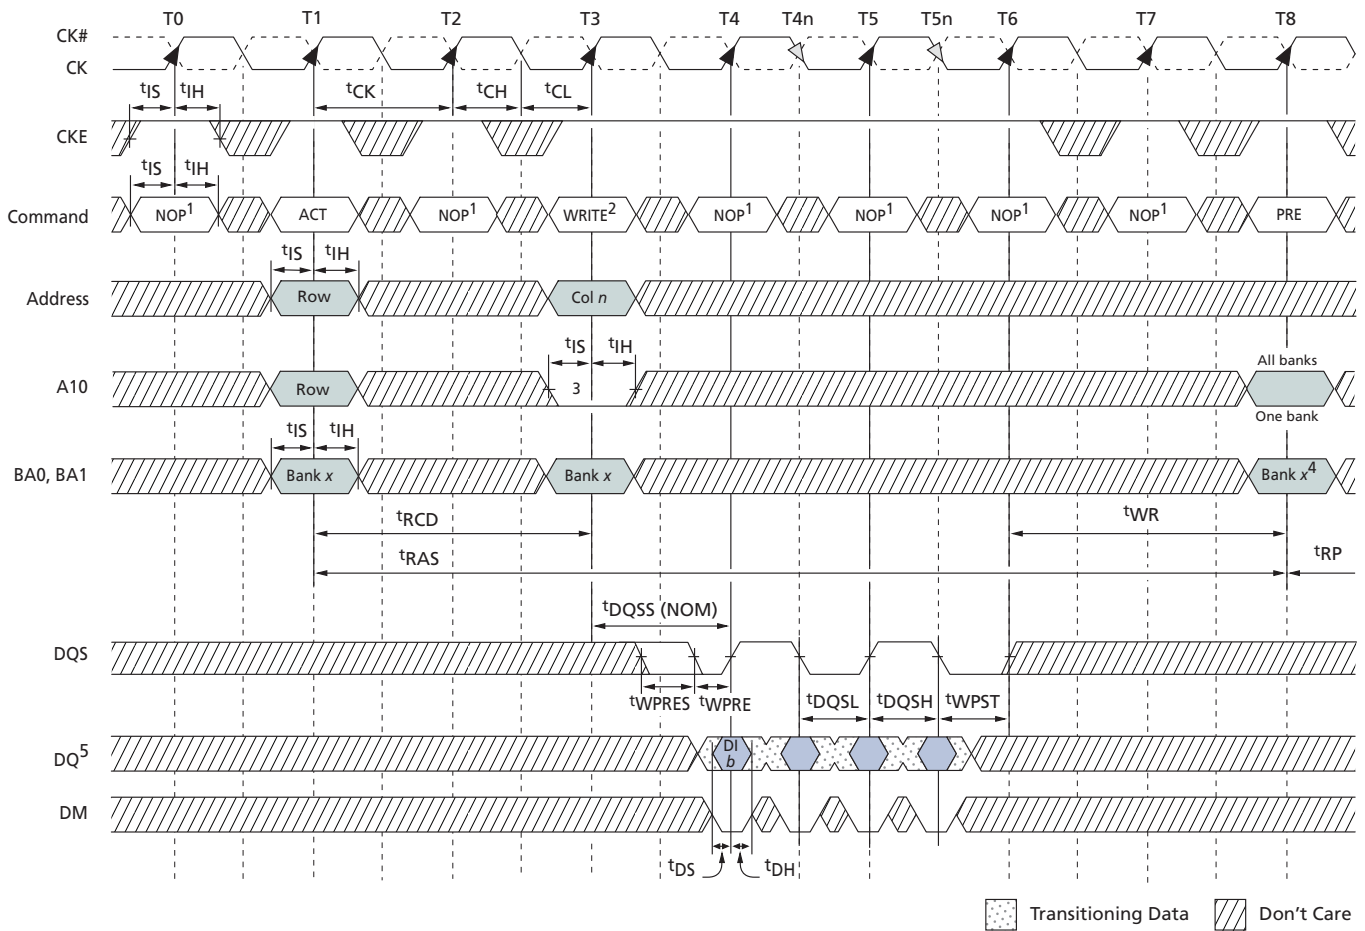 T0 T1 T2 T3 T4 T4n T5 T5n T6 T7 T8
CK#
CK
tIS tIH tCK tCH tCL
CKE
tIS tIH
Command NOP1 ACT NOP1 WRITE2 NOP1 NOP1 NOP1 NOP1 PRE
tIS tIH
Address Row Col n
tIS tIH
All banks
A10 Row 3
One bank
tIS tIH
BA0, BA1 Bank x Bank x Bank x4
tRCD tWR
tRAS tRP
tDQSS (NOM)
DQS
tWPRES tWPRE tDQSL tDQSH tWPST
DQ5 DI
b
DM
tDS tDH
Transitioning Data Don't Care